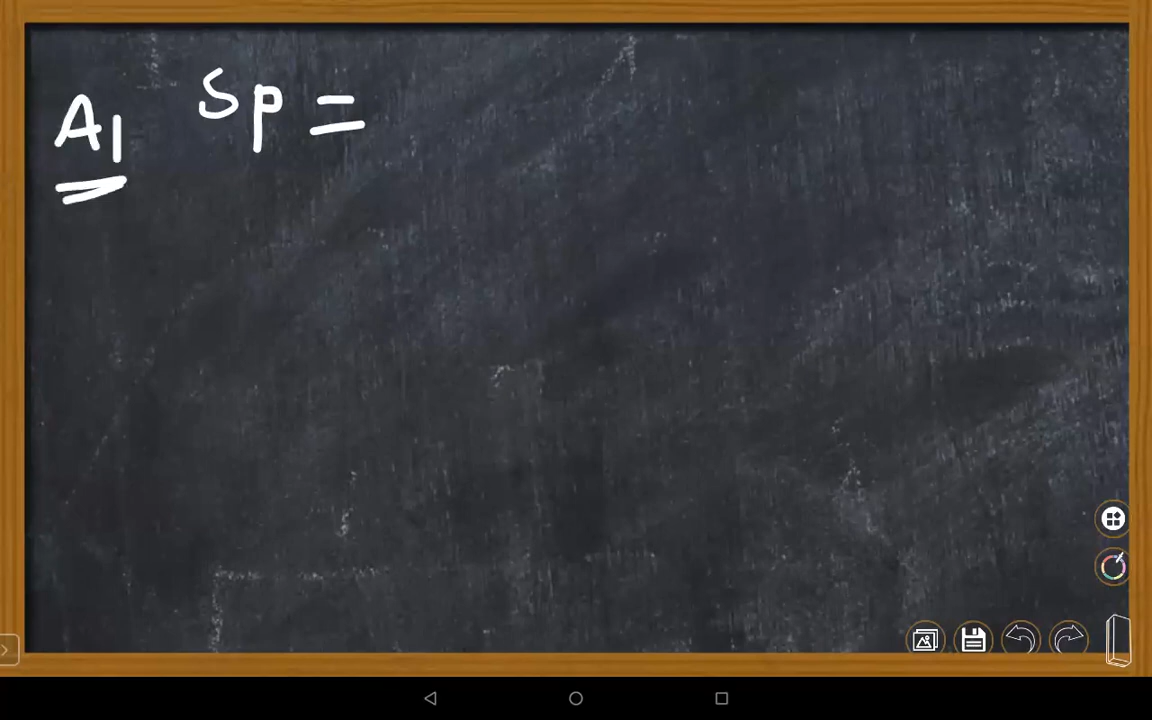 A1 Sp =